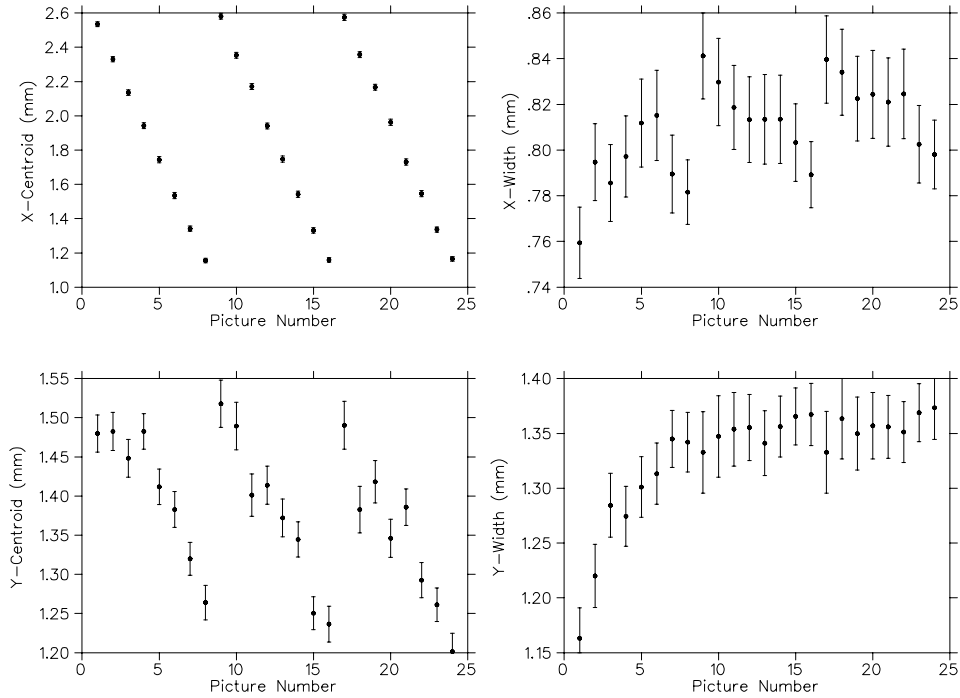 X-Centroid (mm)
2.6
2.4
2.2
2.0
1.8
1.6
1.4
1.2
1.0
0 5 10 15 20 25
Picture Number
X-Width (mm)
.86
.84
.82
.80
.78
.76
.74
0 5 10 15 20 25
Picture Number
Y-Centroid (mm)
1.55
1.50
1.45
1.40
1.35
1.30
1.25
1.20
0 5 10 15 20 25
Picture Number
Y-Width (mm)
1.40
1.35
1.30
1.25
1.20
1.15
0 5 10 15 20 25
Picture Number